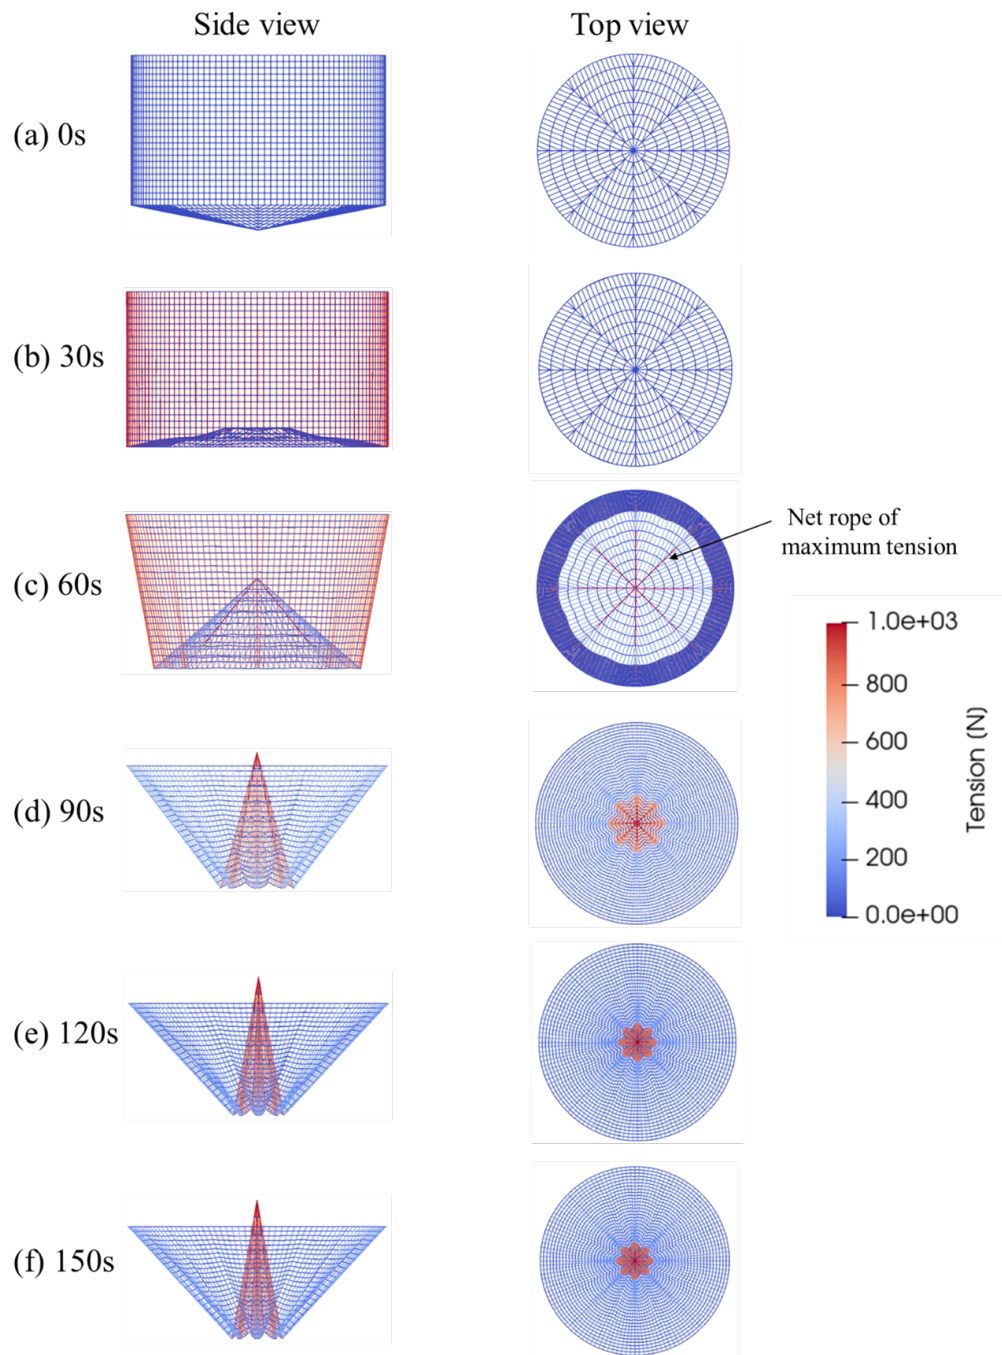 Side view
Top view
(a) 0s
(b) 30s
(c) 60s
Net rope of
maximum tension
1.0e+03
800
600
400
200
0.0e+00
Tension (N)
(d) 90s
(e) 120s
(f) 150s